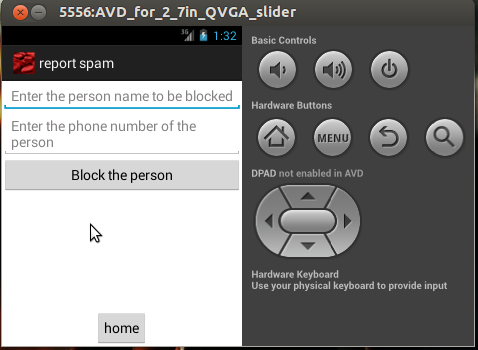 5556:AVD_for_2_7in_QVGA_slider
3G 1:32
report spam
Enter the person name to be blocked
Enter the phone number of the
person
Block the person
home
Basic Controls
Hardware Buttons
MENU
DPAD not enabled in AVD
Hardware Keyboard
Use your physical keyboard to provide input